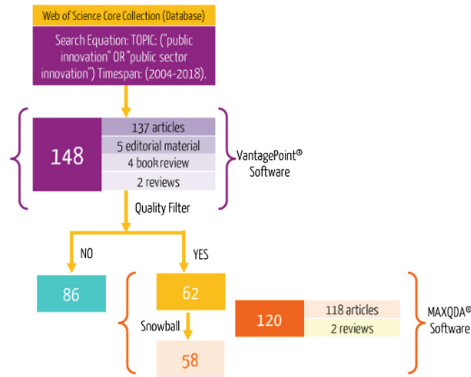 Web of Science Core Collection (Database)
Search Equation: TOPIC: ("public
innovation" OR "public sector
innovation") Timespan: (2004-2018).
148
137 articles
5 editorial material
4 book review
2 reviews
VantagePoint®
Software
Quality Filter
NO
YES
86
62
Snowball
58
120
118 articles
2 reviews
MAXQDA®
Software